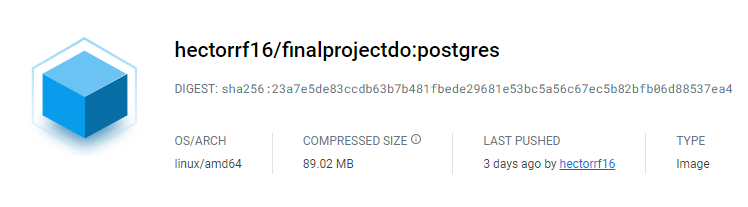 hectorrf16/finalprojectdo:postgres
DIGEST: sha256:23a7e5de83ccdb63b7b481fbede29681e53bc5a56c67ec5b82bfb06d88537ea4
OS/ARCH COMPRESSED SIZE LAST PUSHED TYPE
linux/amd64 89.02 MB 3 days ago by hectorrf16 Image